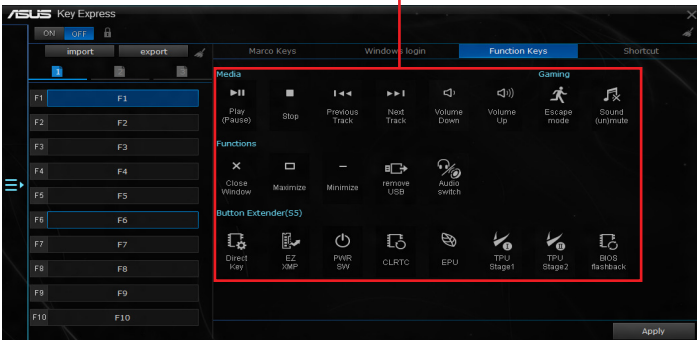 ASUS Key Express
ON OFF
import export
Marco Keys Windows login Function Keys Shortcut
1 2 3
F1 F1
F2 F2
F3 F3
F4 F4
F5 F5
F6 F6
F7 F7
F8 F8
F9 F9
F10 F10
Media Gaming
Play (Pause)
Stop
Previous Track
Next Track
Volume Down
Volume Up
Escape mode
Sound (un)mute
Functions
Close Window
Maximize
Minimize
remove USB
Audio switch
Button Extender(S5)
Direct Key
EZ XMP
PWR SW
CLRTC
EPU
TPU Stage1
TPU Stage2
BIOS flashback
Apply